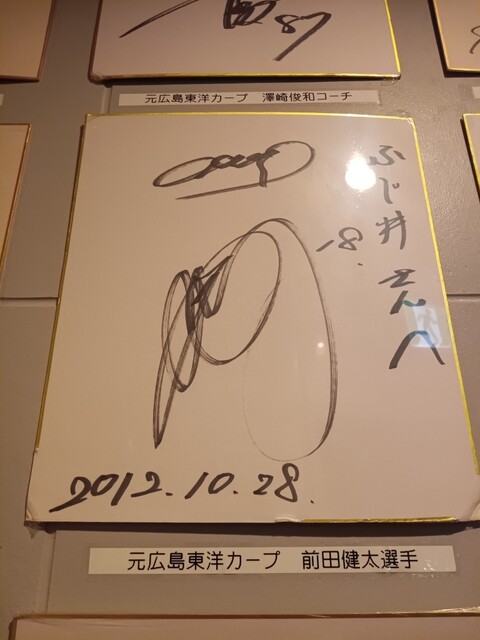 87
元広島東洋カープ 澤崎俊和コーチ
ふじ井さんへ
18.
2012.10.28.
元広島東洋カープ 前田健太選手